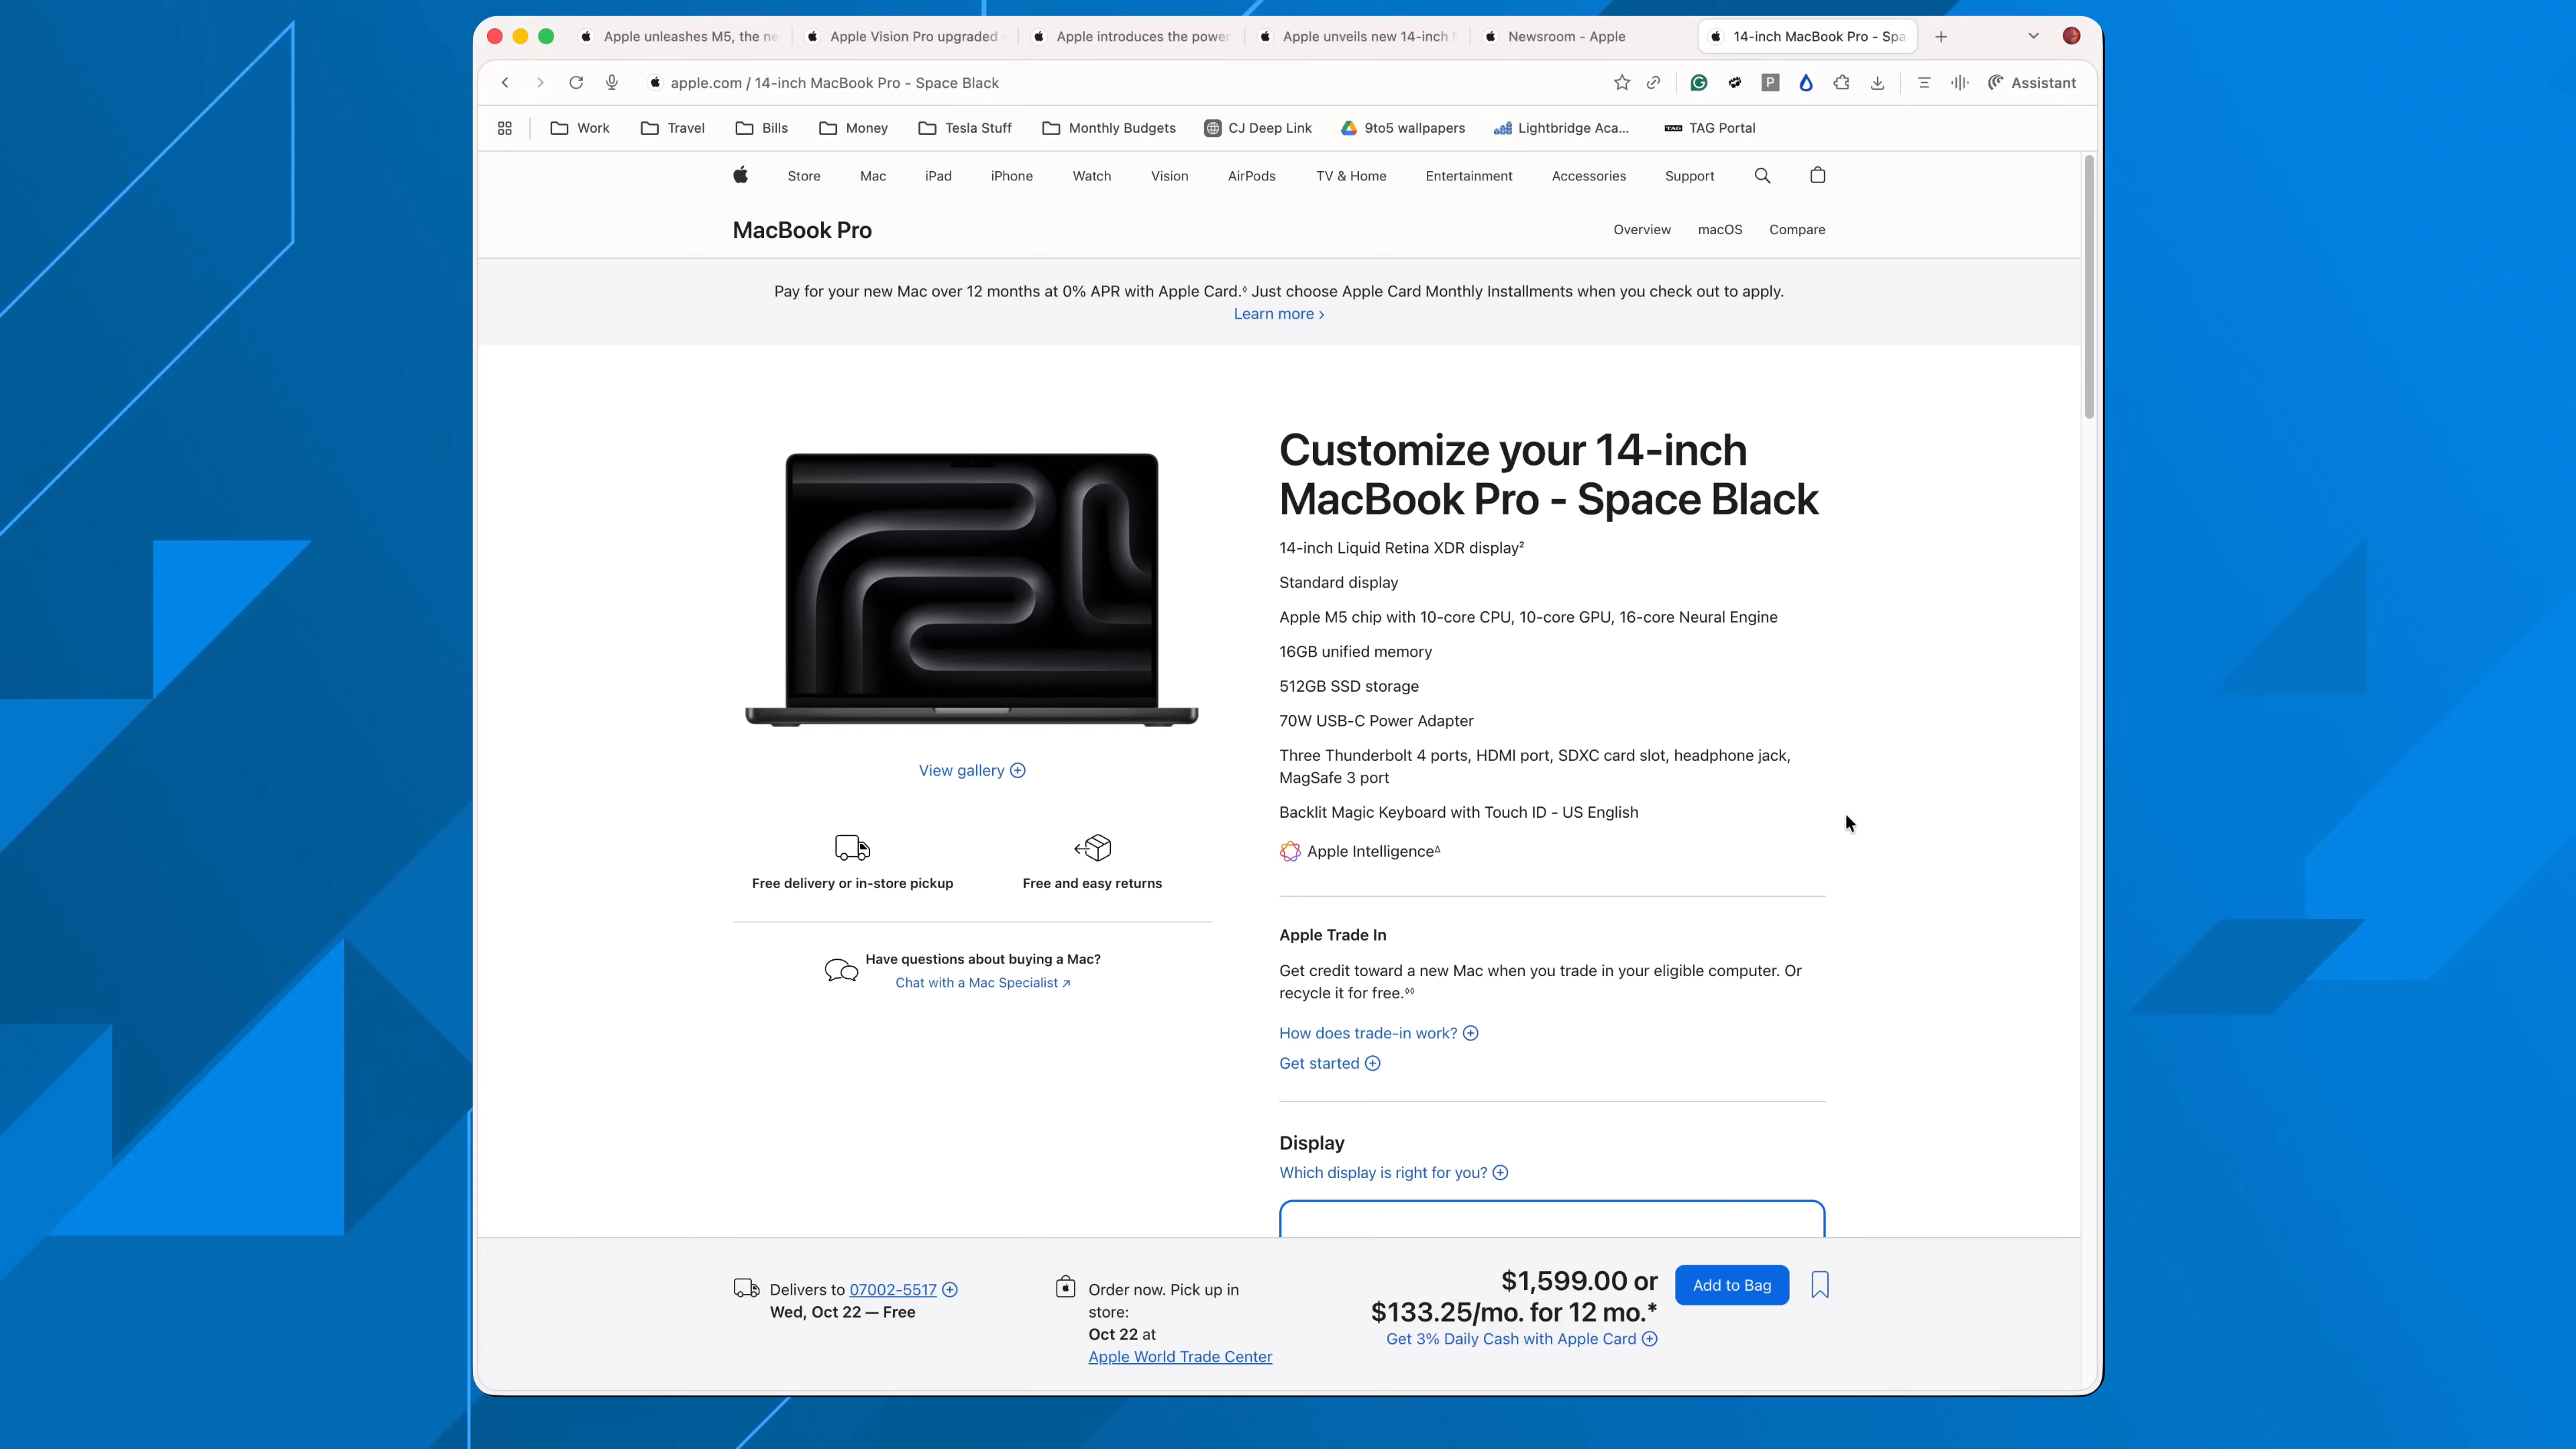 Apple unleashes M5, the ne
Apple Vision Pro upgraded
Apple introduces the power
Apple unveils new 14-inch
Newsroom - Apple
14-inch MacBook Pro - Spa
apple.com / 14-inch MacBook Pro - Space Black
P
Assistant
Work
Travel
Bills
Money
Tesla Stuff
Monthly Budgets
CJ Deep Link
9to5 wallpapers
Lightbridge Aca...
TAG
TAG Portal
Store
Mac
iPad
iPhone
Watch
Vision
AirPods
TV & Home
Entertainment
Accessories
Support
MacBook Pro
Overview
macOS
Compare
Pay for your new Mac over 12 months at 0% APR with Apple Card.◊ Just choose Apple Card Monthly Installments when you check out to apply.
Learn more >
Customize your 14-inch
MacBook Pro - Space Black
14-inch Liquid Retina XDR display²
Standard display
Apple M5 chip with 10-core CPU, 10-core GPU, 16-core Neural Engine
16GB unified memory
512GB SSD storage
70W USB-C Power Adapter
Three Thunderbolt 4 ports, HDMI port, SDXC card slot, headphone jack,
MagSafe 3 port
Backlit Magic Keyboard with Touch ID - US English
Apple IntelligenceΔ
View gallery
Free delivery or in-store pickup
Free and easy returns
Have questions about buying a Mac?
Chat with a Mac Specialist ↗
Apple Trade In
Get credit toward a new Mac when you trade in your eligible computer. Or
recycle it for free.◊◊
How does trade-in work?
Get started
Display
Which display is right for you?
Delivers to 07002-5517
Wed, Oct 22 — Free
Order now. Pick up in
store:
Oct 22 at
Apple World Trade Center
$1,599.00 or
$133.25/mo. for 12 mo.*
Get 3% Daily Cash with Apple Card
Add to Bag